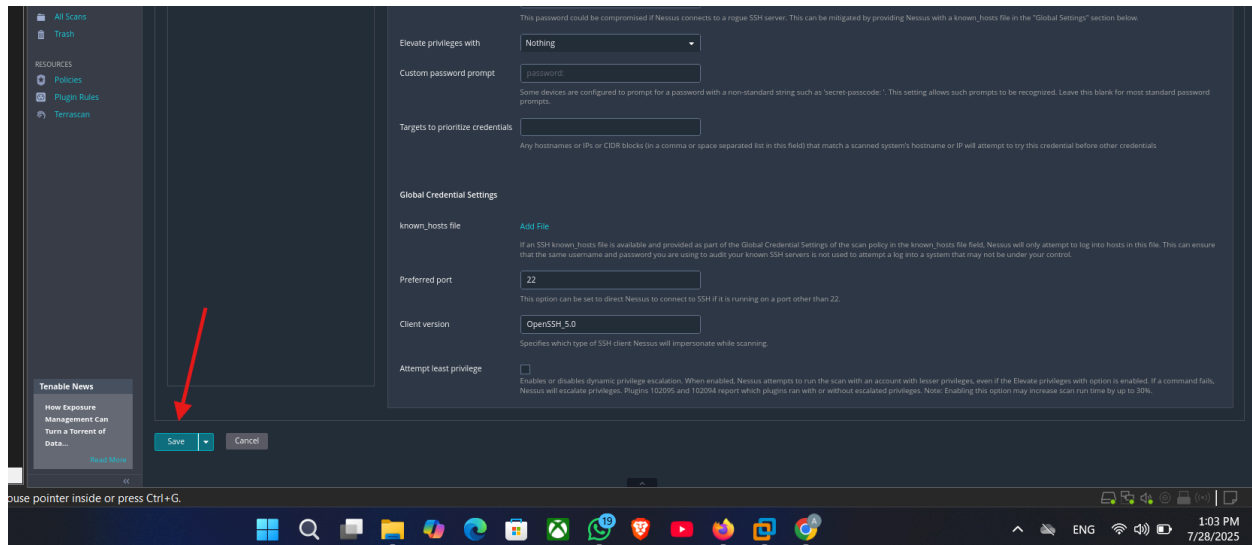 All Scans
Trash
RESOURCES
Policies
Plugin Rules
Terrascan
Tenable News
How Exposure
Management Can
Turn a Torrent of
Data...
Read More
This password could be compromised if Nessus connects to a rogue SSH server. This can be mitigated by providing Nessus with a known_hosts file in the "Global Settings" section below.
Elevate privileges with
Nothing
Custom password prompt
password:
Some devices are configured to prompt for a password with a non-standard string such as 'secret-passcode: '. This setting allows such prompts to be recognized. Leave this blank for most standard password
prompts.
Targets to prioritize credentials
Any hostnames or IPs or CIDR blocks (in a comma or space separated list in this field) that match a scanned system's hostname or IP will attempt to try this credential before other credentials
Global Credential Settings
known_hosts file
Add File
If an SSH known_hosts file is available and provided as part of the Global Credential Settings of the scan policy in the known_hosts file field, Nessus will only attempt to log into hosts in this file. This can ensure
that the same username and password you are using to audit your known SSH servers is not used to attempt a log into a system that may not be under your control.
Preferred port
22
This option can be set to direct Nessus to connect to SSH if it is running on a port other than 22.
Client version
OpenSSH_5.0
Specifies which type of SSH client Nessus will impersonate while scanning.
Attempt least privilege
Enables or disables dynamic privilege escalation. When enabled, Nessus attempts to run the scan with an account with lesser privileges, even if the Elevate privileges with option is enabled. If a command fails,
Nessus will escalate privileges. Plugins 102095 and 102094 report which plugins ran with or without escalated privileges. Note: Enabling this option may increase scan run time by up to 30%.
Save
Cancel
ouse pointer inside or press Ctrl+G.
19
A
ENG
1:03 PM
7/28/2025